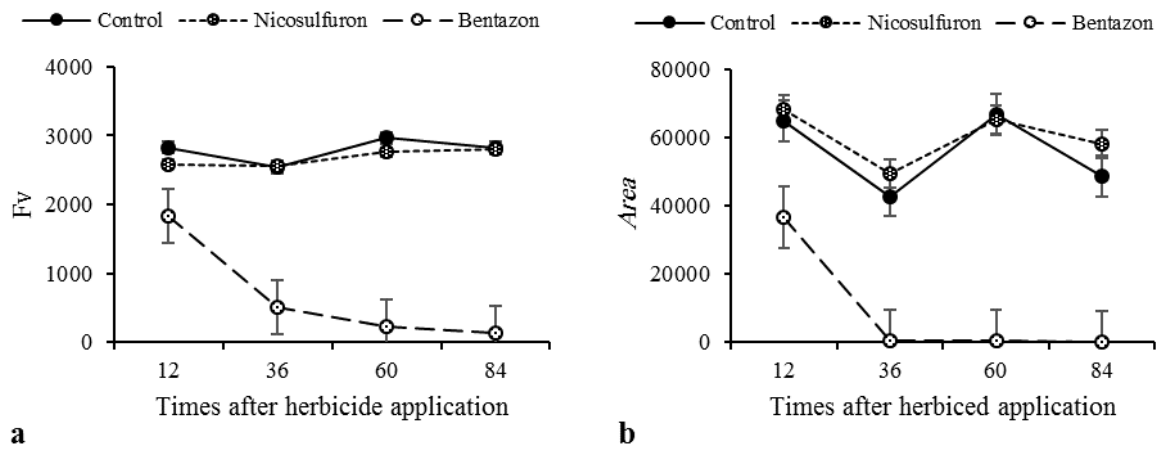 Control Nicosulfuron Bentazon
4000
3000
2000
1000
0
Fv
12 36 60 84
Times after herbicide application
a
Control Nicosulfuron Bentazon
80000
60000
40000
20000
0
Area
12 36 60 84
Times after herbiced application
b